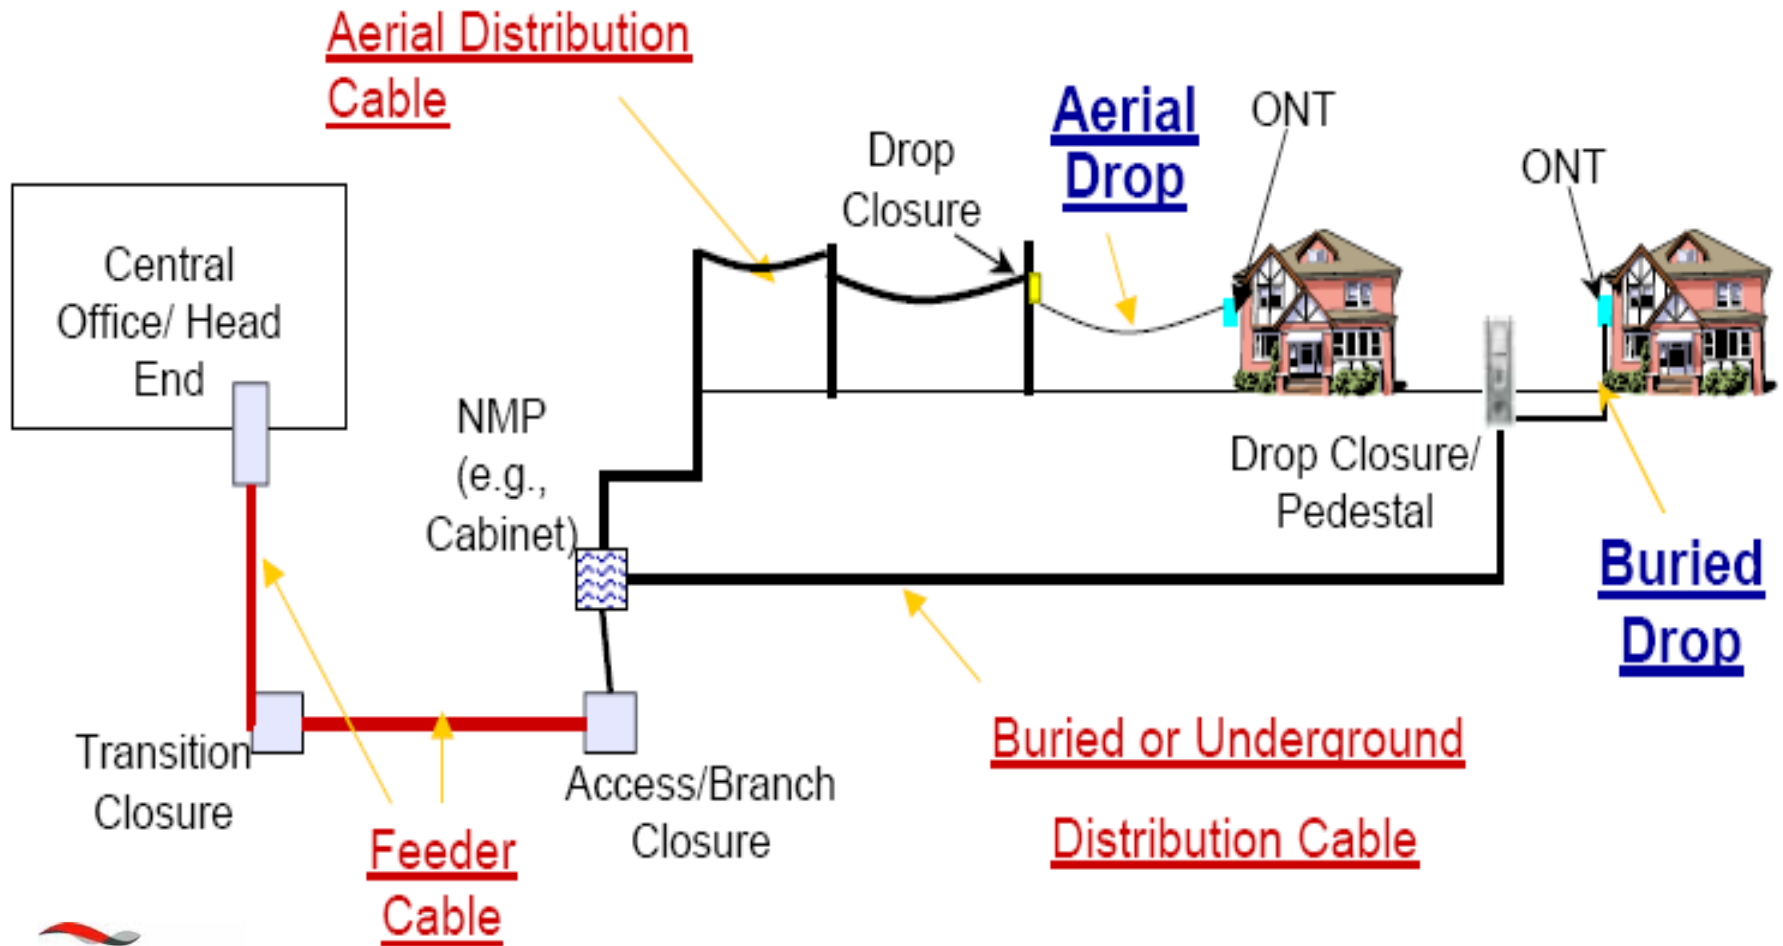 Aerial Distribution
Cable
Aerial
Drop
ONT
Drop
Closure
ONT
Central
Office/ Head
End
NMP
(e.g.,
Cabinet)
Drop Closure/
Pedestal
Buried
Drop
Transition
Closure
Access/Branch
Closure
Buried or Underground
Distribution Cable
Feeder
Cable